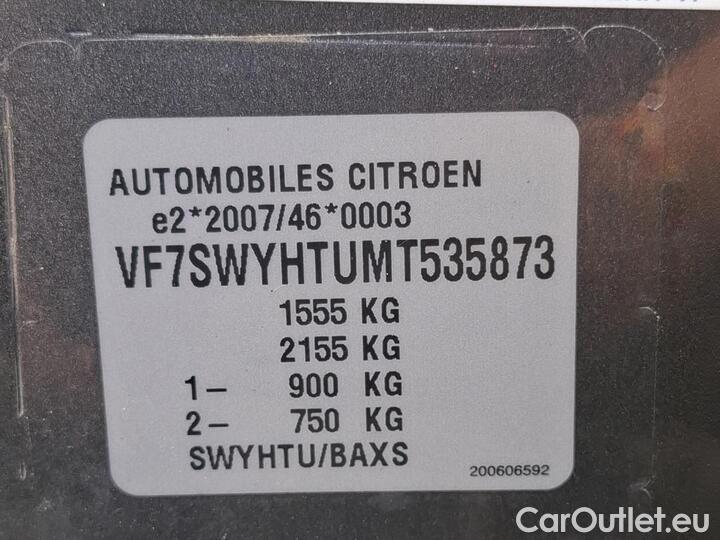 AUTOMOBILES CITROEN
e2*2007/46*0003
VF7SWYHTUMT535873
1555 KG
2155 KG
1– 900 KG
2– 750 KG
SWYHTU/BAXS
200606592
CarOutlet.eu